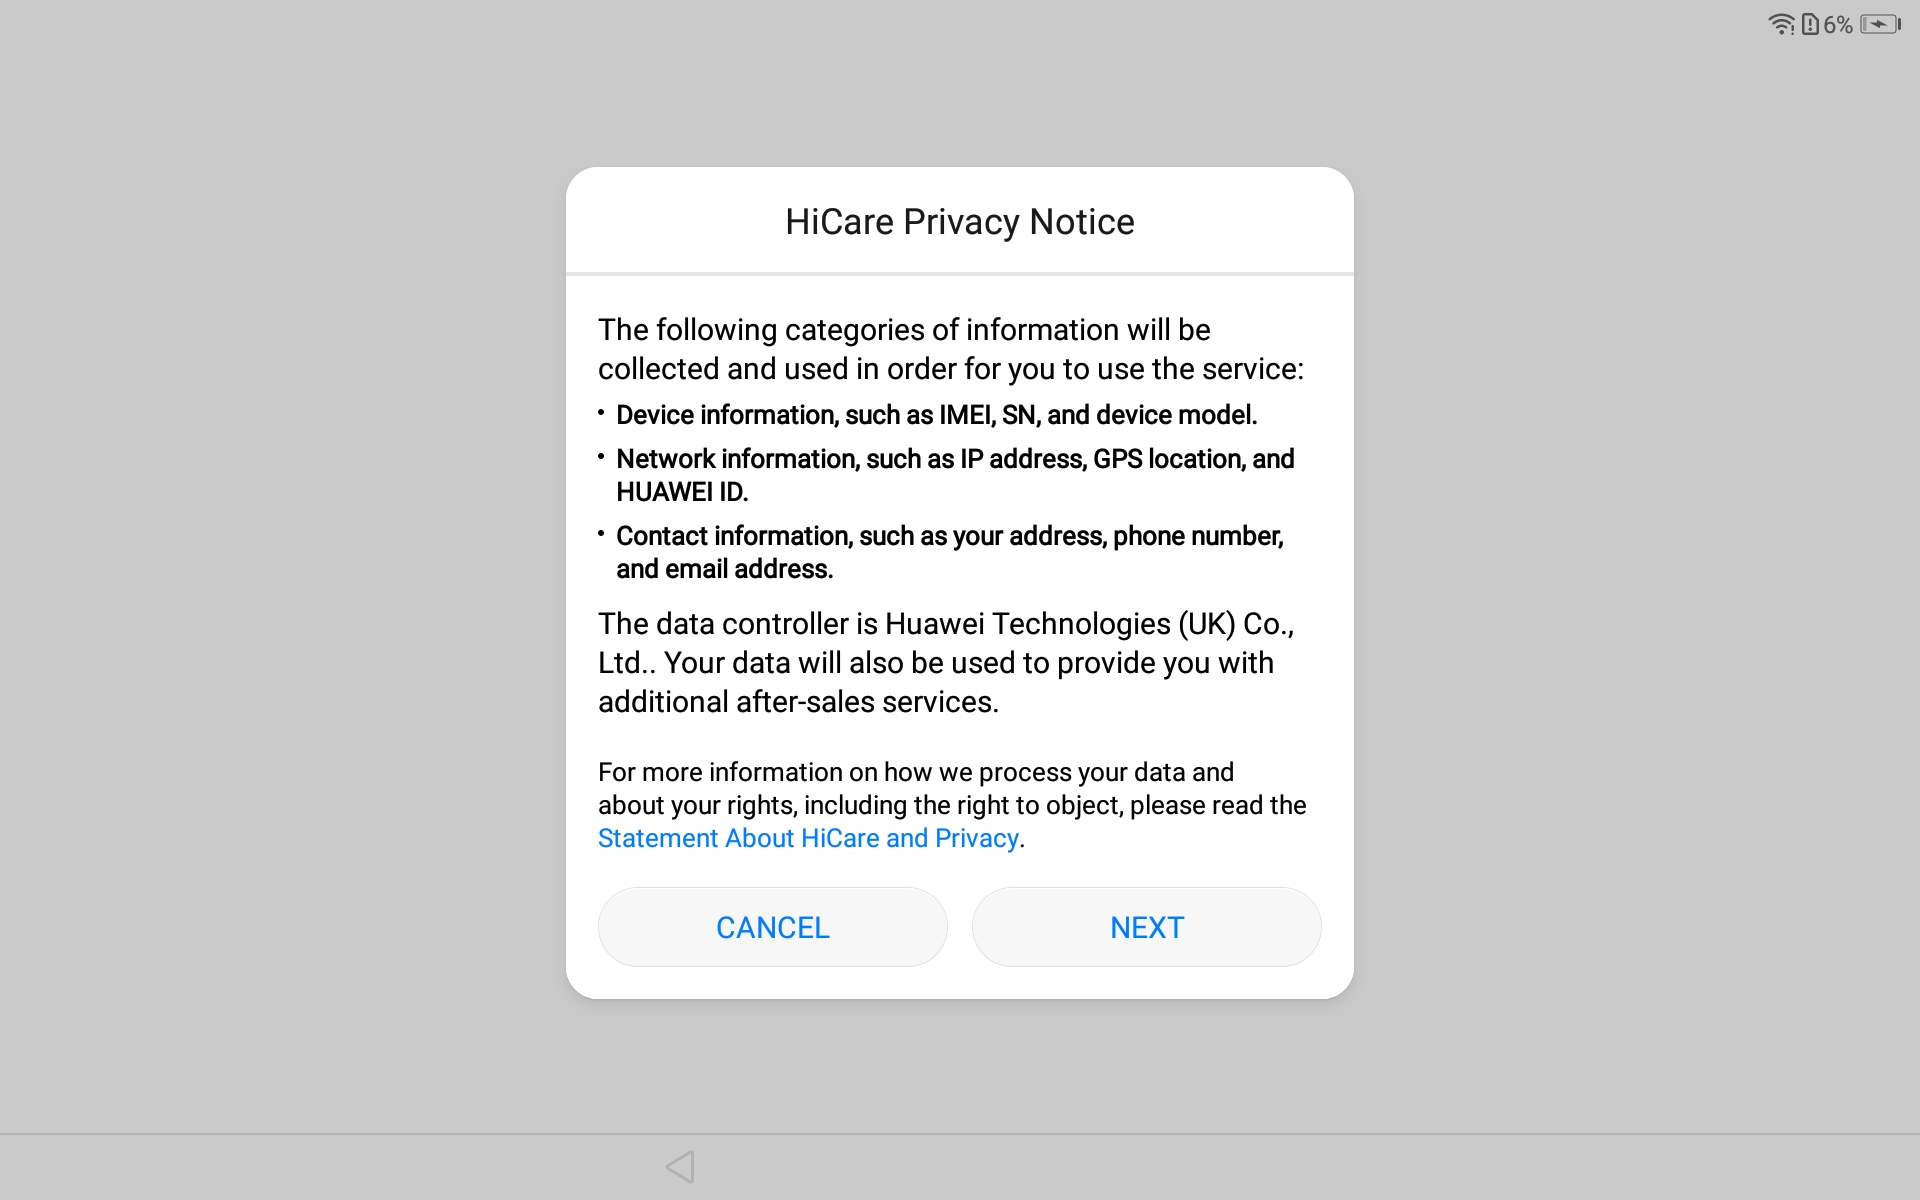 6%
HiCare Privacy Notice
The following categories of information will be
collected and used in order for you to use the service:
• Device information, such as IMEI, SN, and device model.
• Network information, such as IP address, GPS location, and
HUAWEI ID.
• Contact information, such as your address, phone number,
and email address.
The data controller is Huawei Technologies (UK) Co.,
Ltd.. Your data will also be used to provide you with
additional after-sales services.
For more information on how we process your data and
about your rights, including the right to object, please read the
Statement About HiCare and Privacy.
CANCEL
NEXT